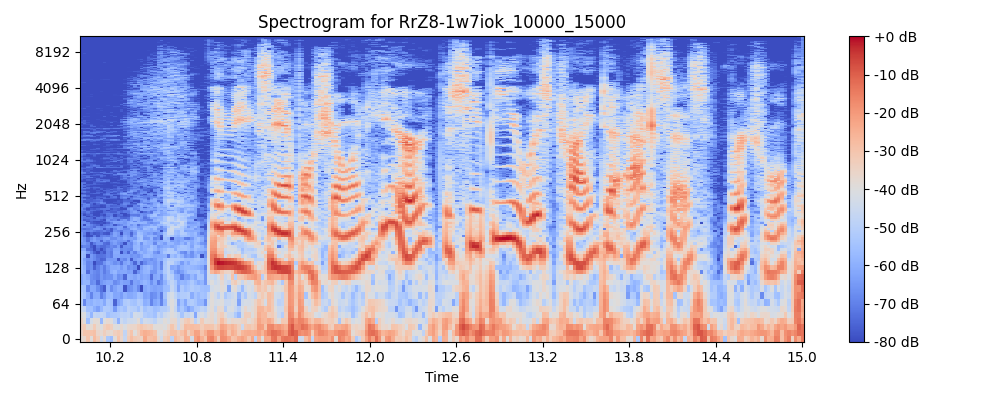 Spectrogram for RrZ8-1w7iok_10000_15000
Hz
8192
4096
2048
1024
512
256
128
64
0
10.2 10.8 11.4 12.0 12.6 13.2 13.8 14.4 15.0
Time
+0 dB
-10 dB
-20 dB
-30 dB
-40 dB
-50 dB
-60 dB
-70 dB
-80 dB